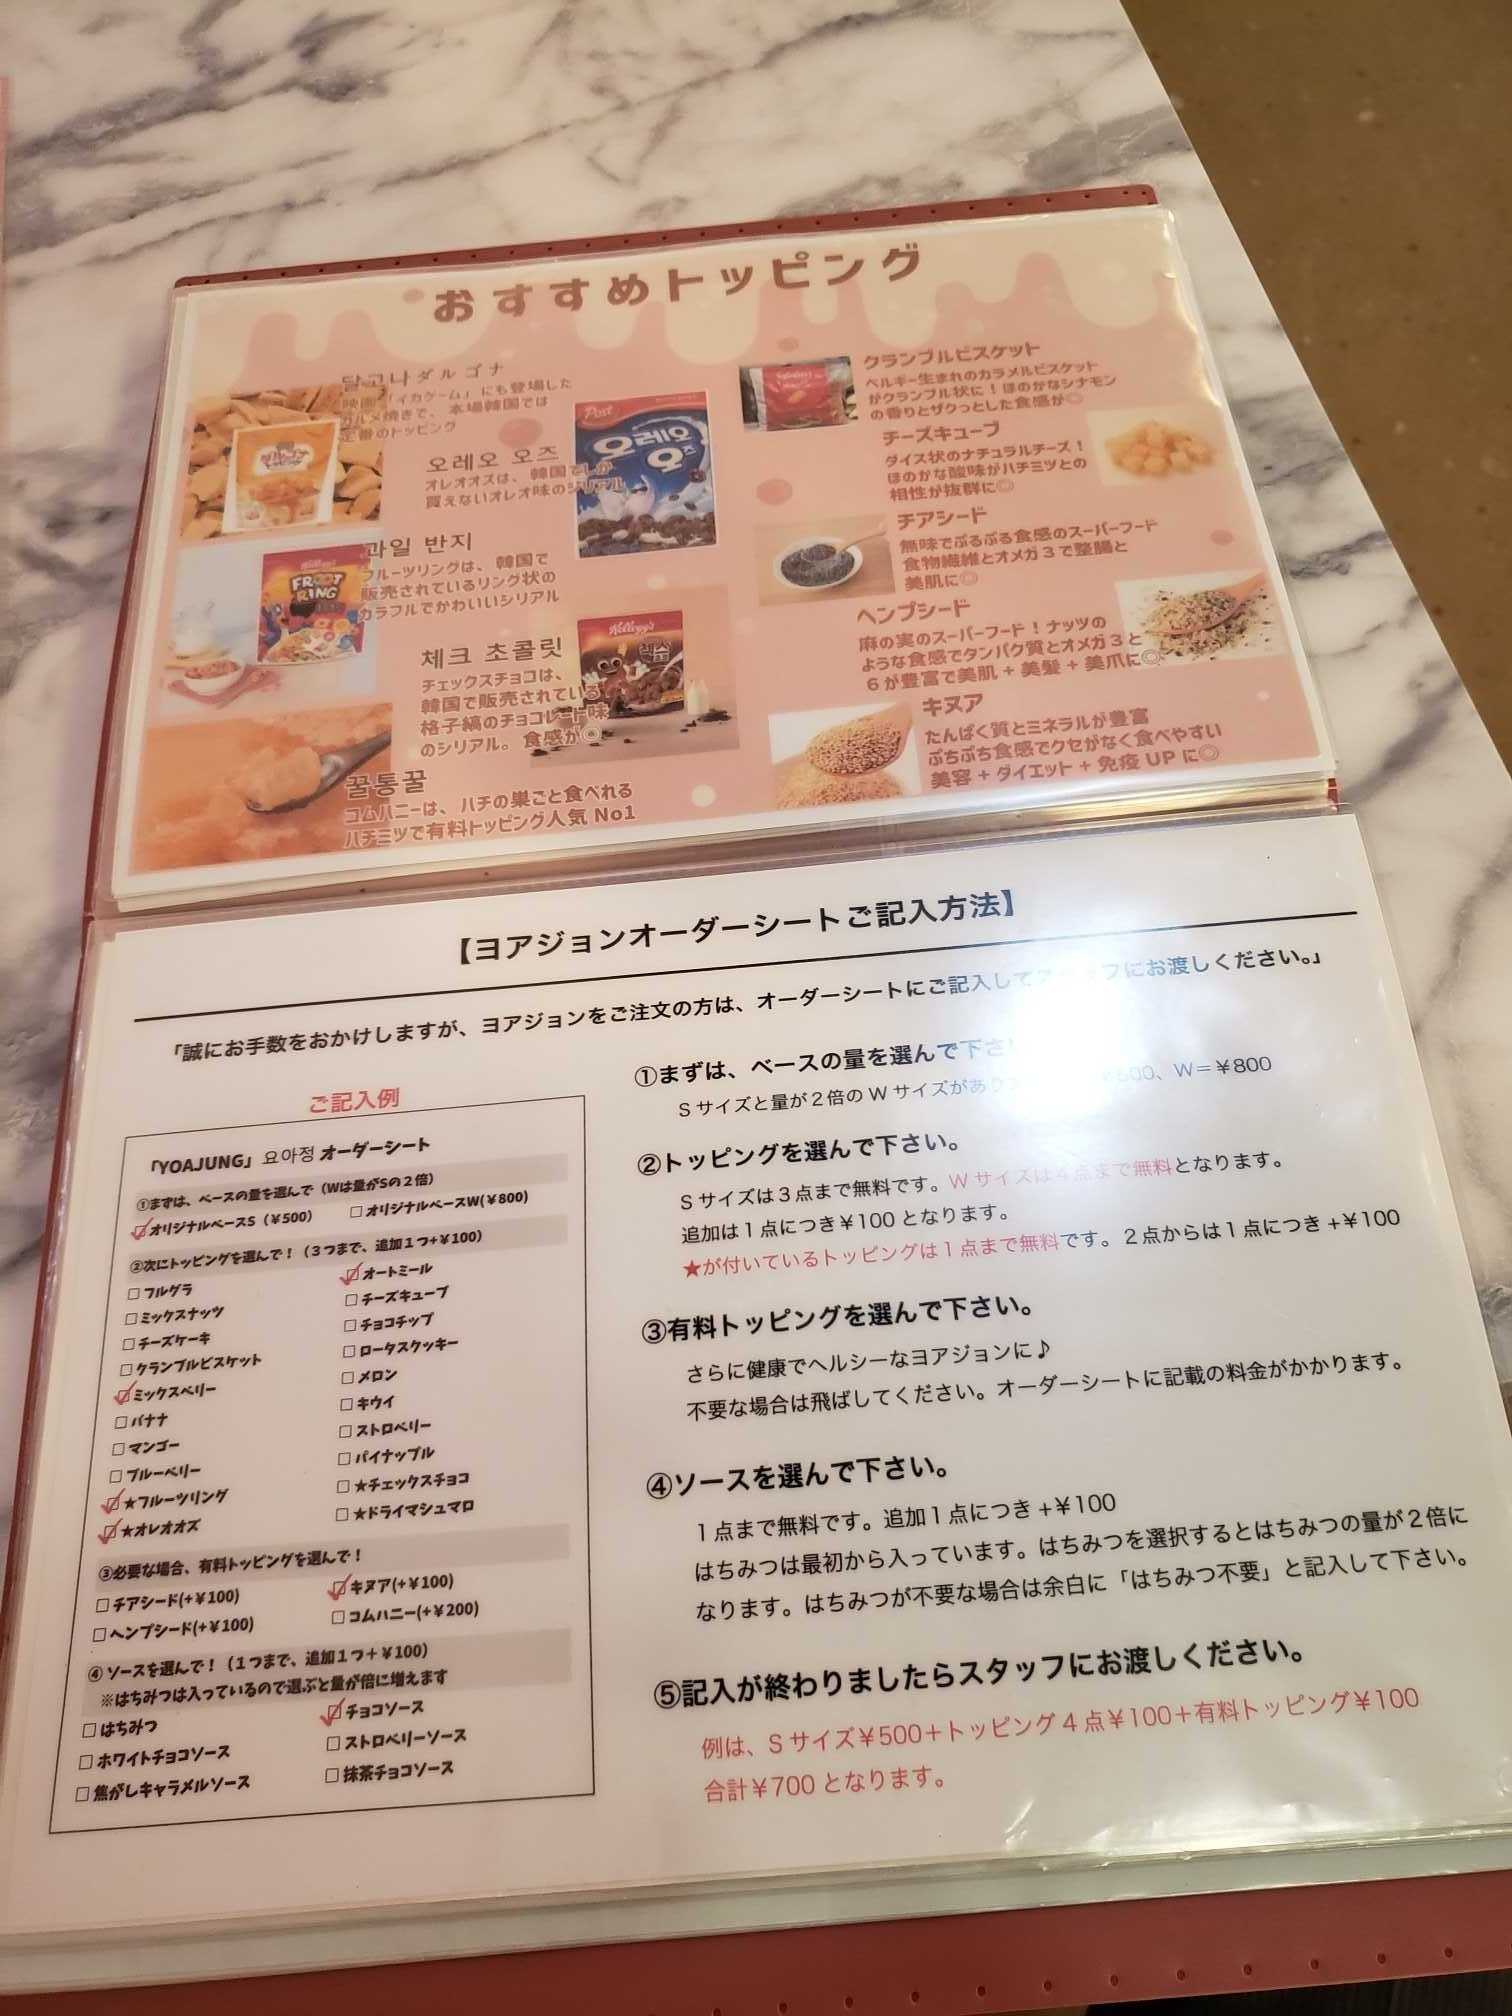 おすすめトッピング
달고나ダルゴナ
映画「イカゲーム」にも登場した
カルメ焼きで、本場韓国では
定番のトッピング
Post
오레오
오즈
오레오 오즈
オレオオズは、韓国でしか
買えないオレオ味のシリアル
Kellogg's
FROOT
RING
과일 반지
フルーツリングは、韓国で
販売されているリング状の
カラフルでかわいいシリアル
Kellogg's
체크 초콜릿
チェックスチョコは、
韓国で販売されている
格子縞のチョコレート味
のシリアル。食感が◎
꿀통꿀
コムハニーは、ハチの巣ごと食べれる
ハチミツで有料トッピング人気 No1
クランブルビスケット
ベルギー生まれのカラメルビスケット
がクランブル状に！ほのかなシナモン
の香りとザクっとした食感が◎
チーズキューブ
ダイス状のナチュラルチーズ！
ほのかな酸味がハチミツとの
相性が抜群に◎
チアシード
無味でぷるぷる食感のスーパーフード
食物繊維とオメガ３で整腸と
美肌に◎
ヘンプシード
麻の実のスーパーフード！ナッツの
ような食感でタンパク質とオメガ３と
６が豊富で美肌＋美髪＋美爪に◎
キヌア
たんぱく質とミネラルが豊富
ぷちぷち食感でクセがなく食べやすい
美容＋ダイエット＋免疫 UP に◎
【ヨアジョンオーダーシートご記入方法】
「誠にお手数をおかけしますが、ヨアジョンをご注文の方は、オーダーシートにご記入して にお渡しください。」
ご記入例
「YOAJUNG」요아정 オーダーシート
①まずは、ベースの量を選んで（Wは量がSの２倍）
☑オリジナルベースS（￥500） □オリジナルベースW(￥800)
②次にトッピングを選んで！（３つまで、追加１つ+￥100）
□フルグラ ☑オートミール
□ミックスナッツ □チーズキューブ
□チーズケーキ □チョコチップ
□クランブルビスケット □ロータスクッキー
☑ミックスベリー □メロン
□バナナ □キウイ
□マンゴー □ストロベリー
□ブルーベリー □パイナップル
☑★フルーツリング □★チェックスチョコ
☑★オレオオズ □★ドライマシュマロ
③必要な場合、有料トッピングを選んで！
□チアシード(+￥100) ☑キヌア(+￥100)
□ヘンプシード(+￥100) □コムハニー(+￥200)
④ ソースを選んで！（１つまで、追加１つ＋￥100）
※はちみつは入っているので選ぶと量が倍に増えます
□はちみつ ☑チョコソース
□ホワイトチョコソース □ストロベリーソース
□焦がしキャラメルソース □抹茶チョコソース
①まずは、ベースの量を選んで下さ
Ｓサイズと量が２倍のＷサイズがあり 、W＝￥800
②トッピングを選んで下さい。
Ｓサイズは３点まで無料です。Ｗサイズは４点まで無料となります。
追加は１点につき￥100 となります。
★が付いているトッピングは１点まで無料です。２点からは１点につき +￥100
③有料トッピングを選んで下さい。
さらに健康でヘルシーなヨアジョンに♪
不要な場合は飛ばしてください。オーダーシートに記載の料金がかかります。
④ソースを選んで下さい。
１点まで無料です。追加１点につき +￥100
はちみつは最初から入っています。はちみつを選択するとはちみつの量が２倍に
なります。はちみつが不要な場合は余白に「はちみつ不要」と記入して下さい。
⑤記入が終わりましたらスタッフにお渡しください。
例は、Ｓサイズ￥500＋トッピング４点￥100＋有料トッピング￥100
合計￥700 となります。